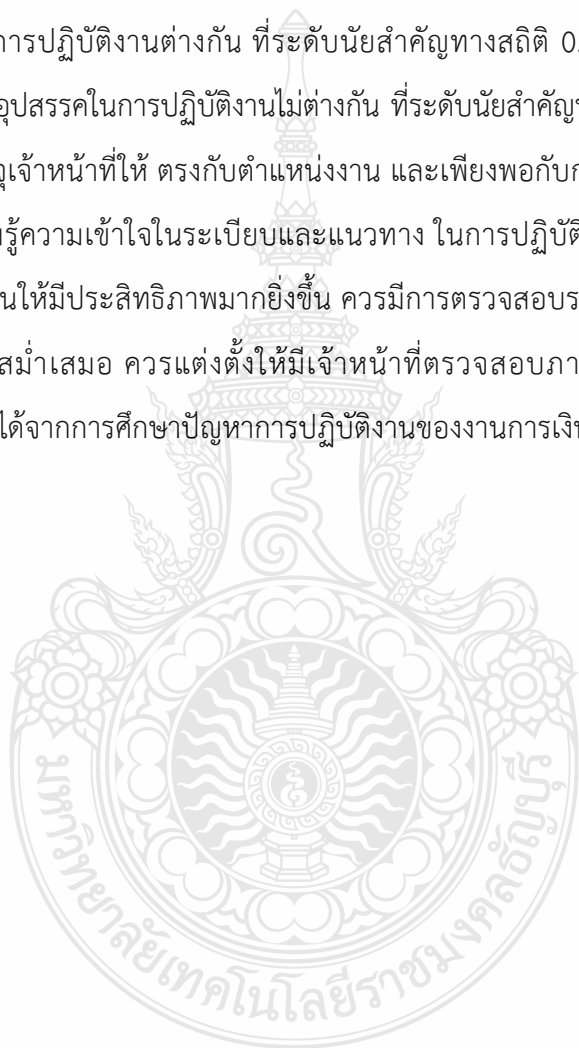 การปฏิบัติงานต่างกัน ที่ระดับนัยสำคัญทางสถิติ 0.
อุปสรรคในการปฏิบัติงานไม่ต่างกัน ที่ระดับนัยสำคัญ
เจ้าหน้าที่ให้ ตรงกับตำแหน่งงาน และเพียงพอกับ
รู้ความเข้าใจในระเบียบและแนวทาง ในการปฏิบัติ
นให้มีประสิทธิภาพมากยิ่งขึ้น ควรมีการตรวจสอบ
สม่ำเสมอ ควรแต่งตั้งให้มีเจ้าหน้าที่ตรวจสอบภา
ได้จากการศึกษาปัญหาการปฏิบัติงานของงานการเงิน
มหาวิทยาลัยเทคโนโลยีราชมงคลธัญบุรี